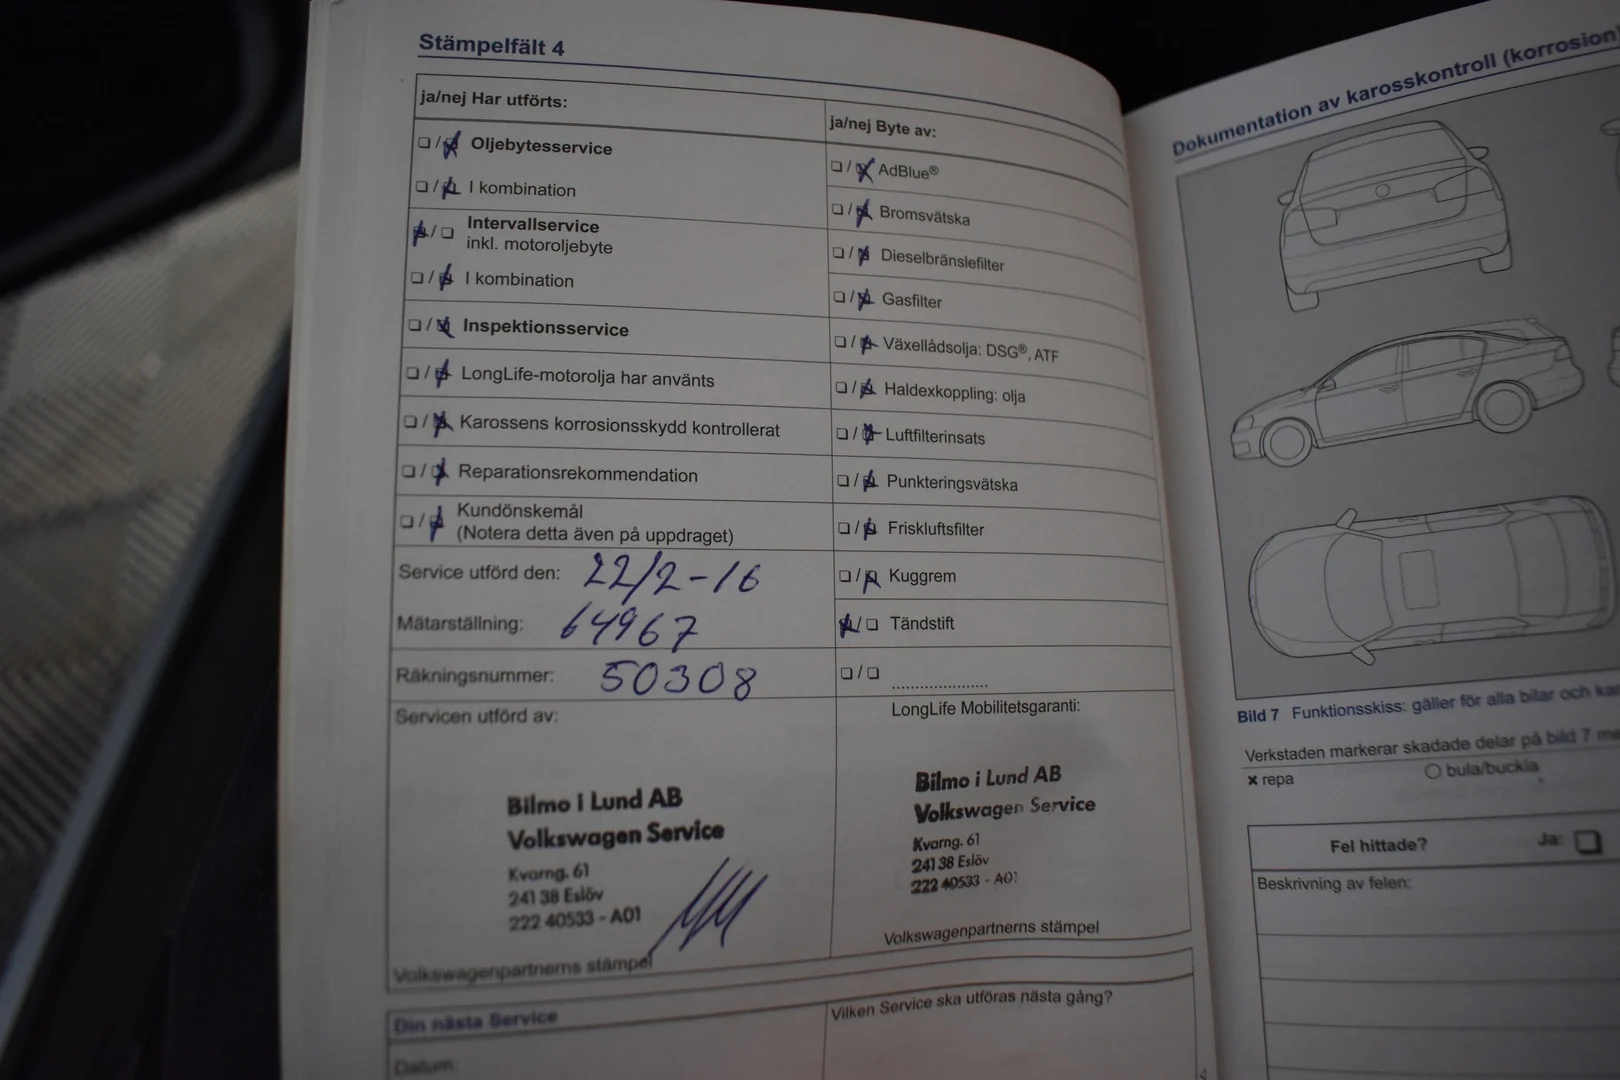 Stämpelfält 4
ja/nej Har utförts:
Oljebytesservice
I kombination
Intervallservice
inkl. motoroljebyte
I kombination
Inspektionsservice
LongLife-motorolja har använts
Karossens korrosionsskydd kontrollerat
Reparationsrekommendation
Kundönskemål
(Notera detta även på uppdraget)
Service utförd den: 22/2-16
Mätarställning: 64967
Räkningsnummer: 50308
Servicen utförd av:
Bilmo i Lund AB
Volkswagen Service
Kvarng. 61
241 38 Eslöv
222 40533 - A01
Volkswagenpartnerns stämpel
Din nästa Service
Datum:
ja/nej Byte av:
AdBlue®
Bromsvätska
Dieselbränslefilter
Gasfilter
Växellådsolja: DSG®, ATF
Haldexkoppling: olja
Luftfilterinsats
Punkteringsvätska
Friskluftsfilter
Kuggrem
Tändstift
LongLife Mobilitetsgaranti:
Bilmo i Lund AB
Volkswagen Service
Kvarng. 61
241 38 Eslöv
222 40533 - A01
Volkswagenpartnerns stämpel
Vilken Service ska utföras nästa gång?
Dokumentation av karosskontroll (korrosion)
Bild 7 Funktionsskiss: gäller för alla bilar och
Verkstaden markerar skadade delar på bild 7
× repa
bula/buckla
Fel hittade? Ja:
Beskrivning av felen: